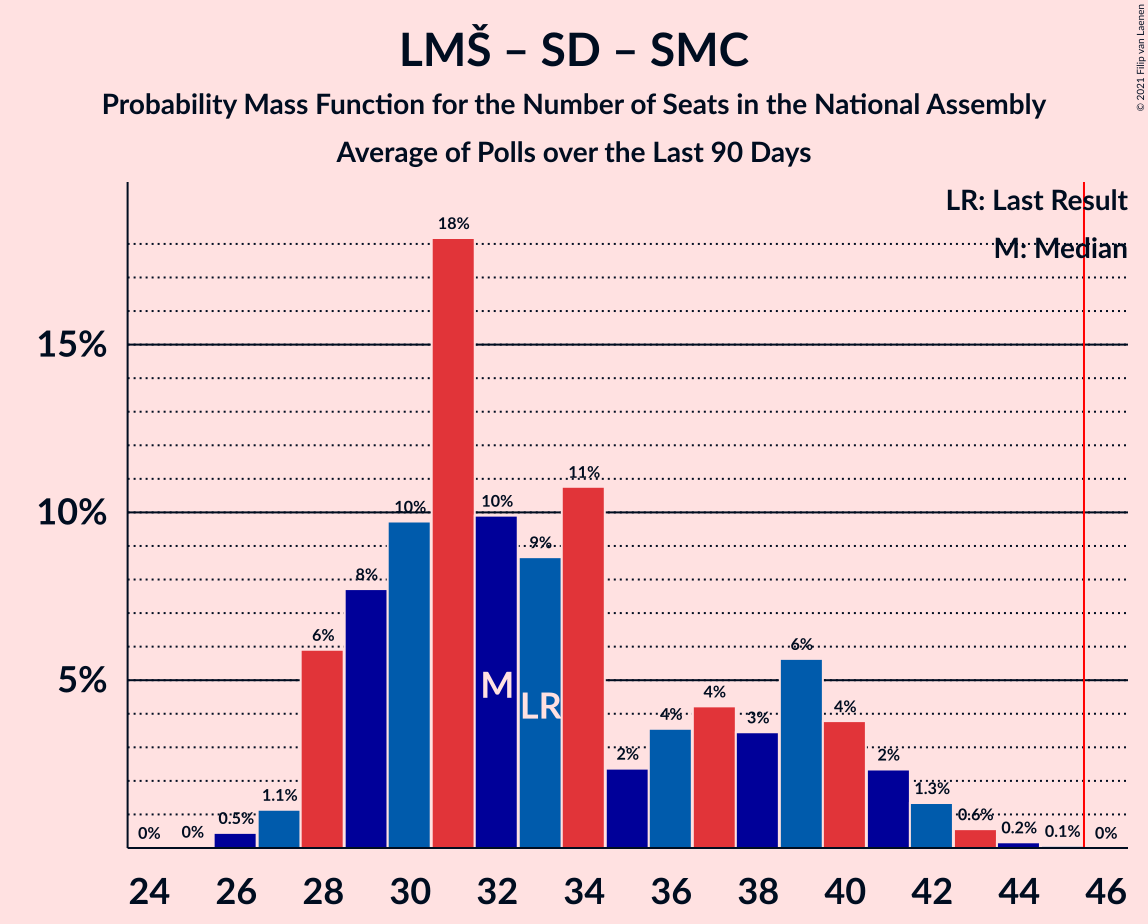 LMŠ – SD – SMC
Probability Mass Function for the Number of Seats in the National Assembly
Average of Polls over the Last 90 Days
© 2021 Filip van Laenen
LR: Last Result
M: Median
15%
10%
5%
0%
0%
0.5%
1.1%
6%
8%
10%
18%
10%
9%
11%
2%
4%
4%
3%
6%
4%
2%
1.3%
0.6%
0.2%
0.1%
0%
M
LR
24 26 28 30 32 34 36 38 40 42 44 46